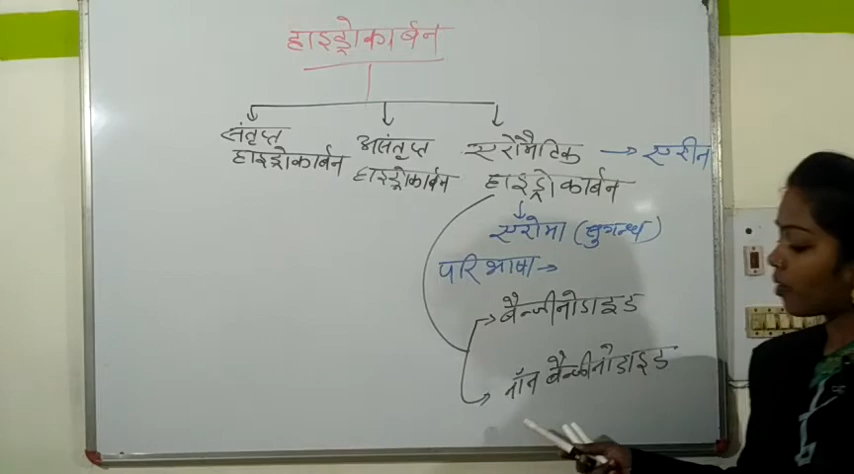 हाइड्रोकार्बन
संतृप्त
हाइड्रोकार्बन
असंतृप्त
हाइड्रोकार्बन
एरोमैटिक → एरीन
हाइड्रोकार्बन
एरोमा (सुगन्ध)
परिभाषा →
बैन्जीनोडाइड
नॉन बैन्जीनोडाइड